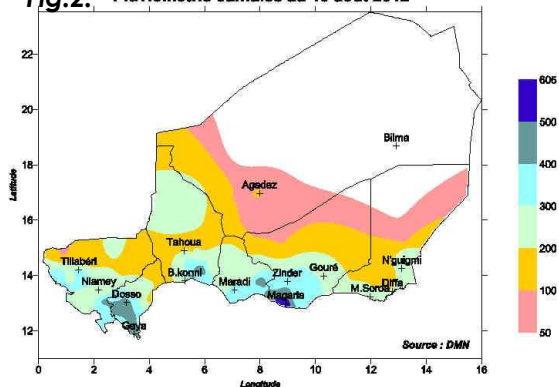 Fig.2. Pluviométrie cumulée au août 2012
22
20
18
16
14
12
Latitude
0 2 4 6 8 10 12 14 16
Longitude
Bilma
Agadez
Tahoua
Tillabéri
N'guigmi
Niamey
B.konni
Maradi
Zinder
Gouré
Dosso
Magaria
M.Soroa
Diffa
Gaya
Source : DMN
606
500
400
300
200
100
50